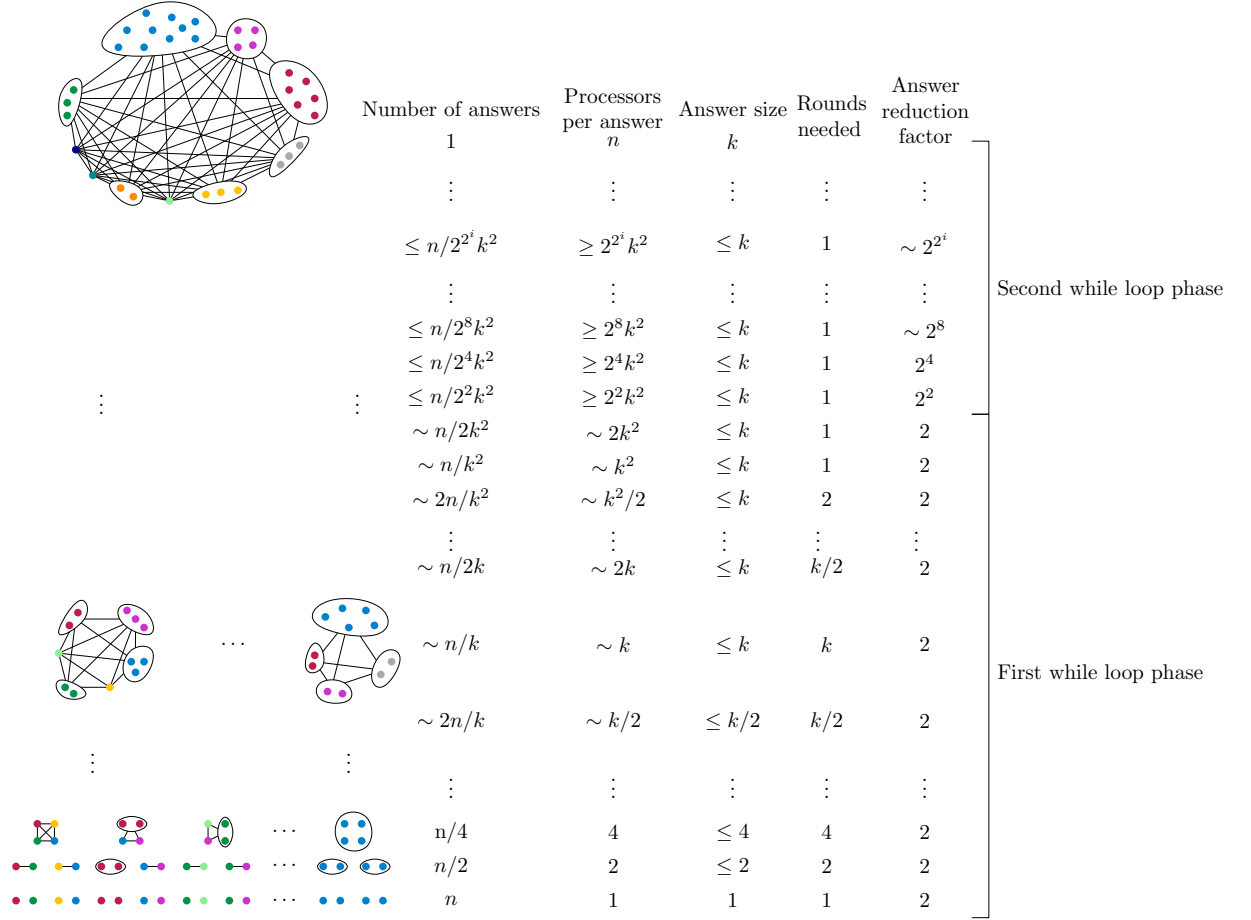 Number of answers Processors per answer Answer size Rounds needed Answer reduction factor
1 n k
⋮ ⋮ ⋮ ⋮ ⋮
≤ n/2^{2^i}k^2 ≥ 2^{2^i}k^2 ≤ k 1 ∼ 2^{2^i}
⋮ ⋮ ⋮ ⋮ ⋮
Second while loop phase
≤ n/2^8k^2 ≥ 2^8k^2 ≤ k 1 ∼ 2^8
≤ n/2^4k^2 ≥ 2^4k^2 ≤ k 1 2^4
⋮ ⋮ ≤ n/2^2k^2 ≥ 2^2k^2 ≤ k 1 2^2
∼ n/2k^2 ∼ 2k^2 ≤ k 1 2
∼ n/k^2 ∼ k^2 ≤ k 1 2
∼ 2n/k^2 ∼ k^2/2 ≤ k 2 2
⋮ ⋮ ⋮ ⋮ ⋮
∼ n/2k ∼ 2k ≤ k k/2 2
⋯ ∼ n/k ∼ k ≤ k k 2
First while loop phase
∼ 2n/k ∼ k/2 ≤ k/2 k/2 2
⋮ ⋮
⋮ ⋮ ⋮ ⋮ ⋮
⋯ n/4 4 ≤ 4 4 2
⋯ n/2 2 ≤ 2 2 2
⋯ n 1 1 1 2